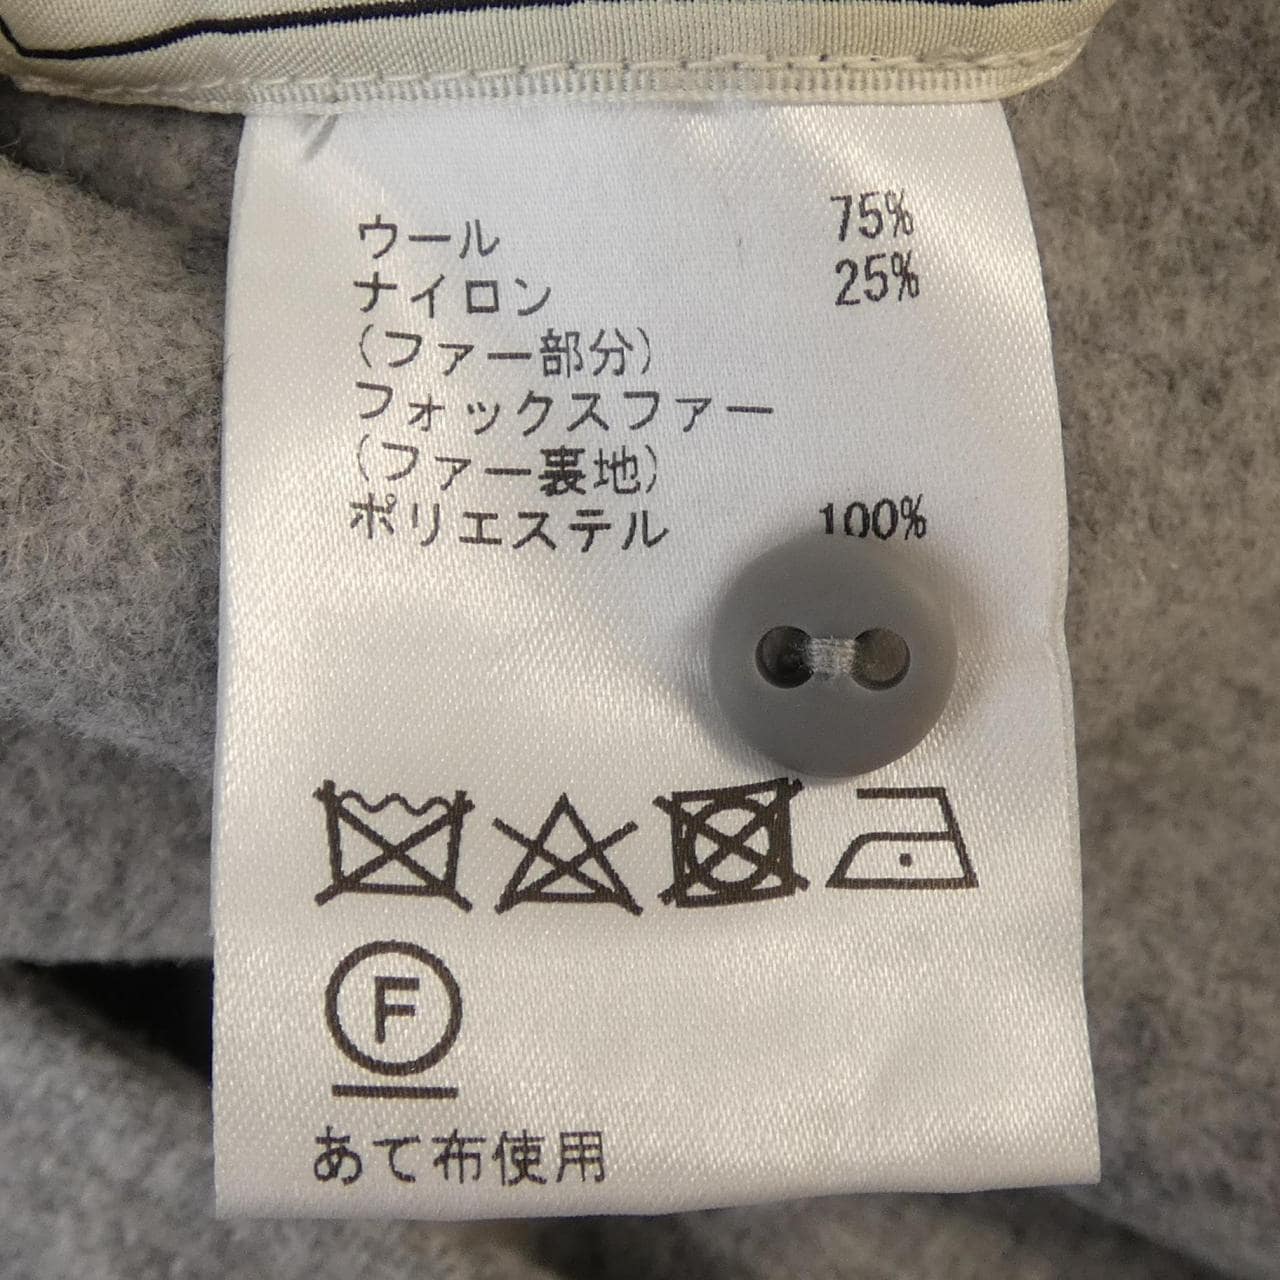 ウール 75%
ナイロン 25%
(ファー部分)
フォックスファー
(ファー裏地)
ポリエステル 100%
F
あて布使用